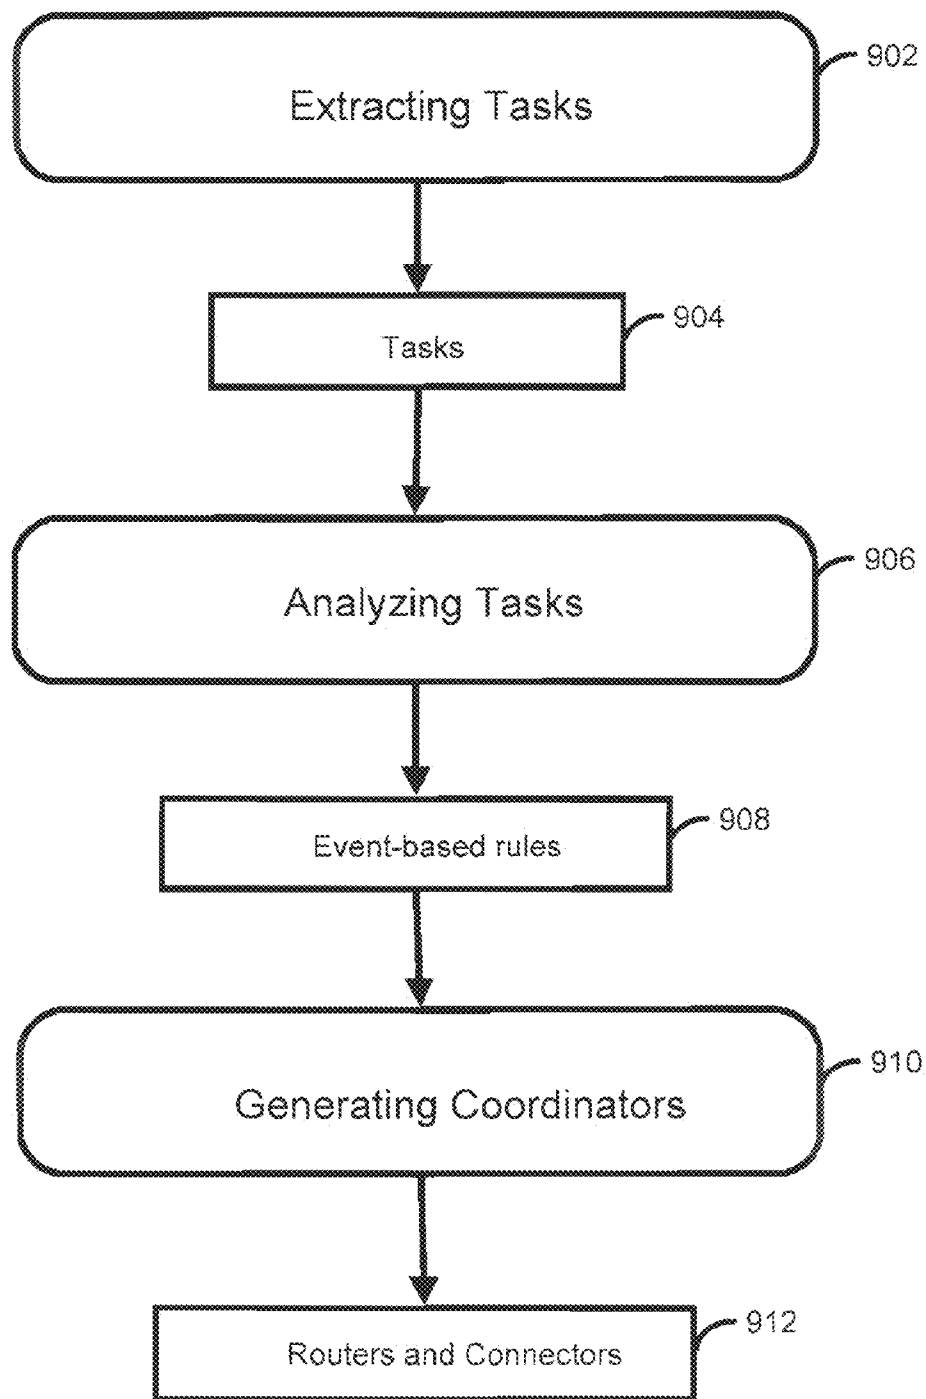 Extracting Tasks
902
Tasks
904
Analyzing Tasks
906
Event-based rules
908
Generating Coordinators
910
Routers and Connectors
912